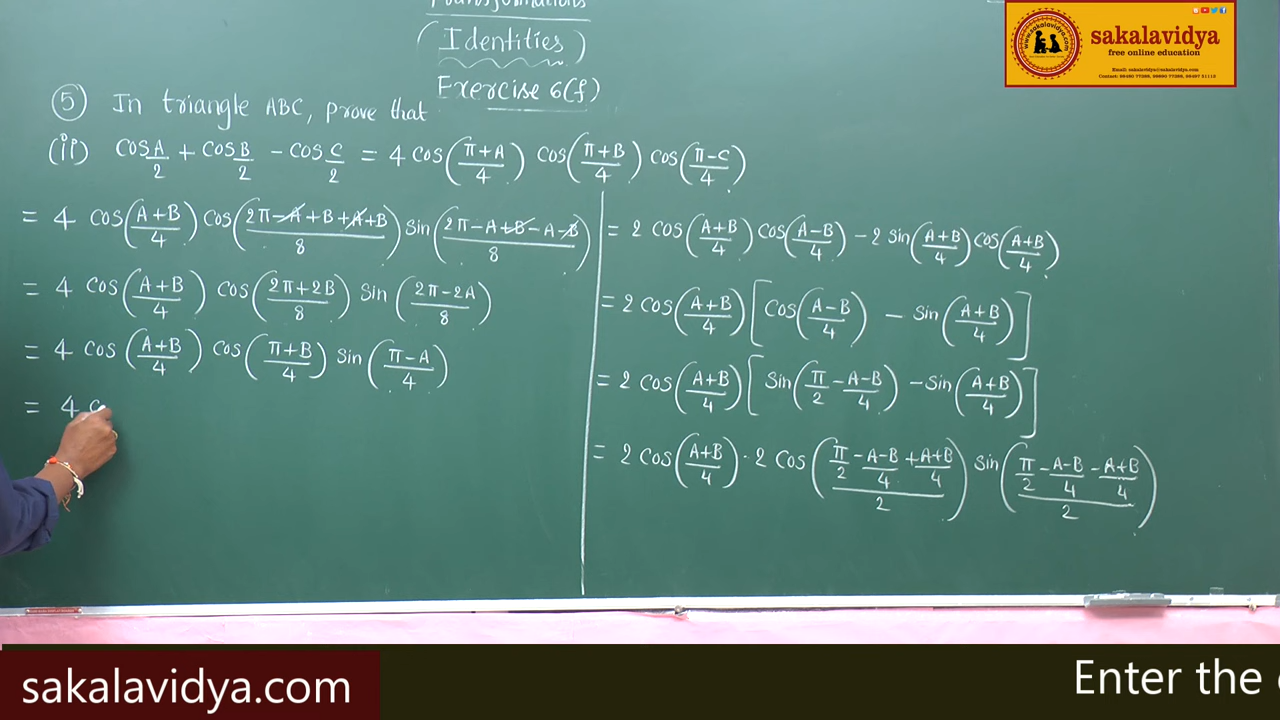 Transformations
(Identities)
Exercise 6(f)
⑤ In triangle ABC, prove that
(ii) cos A/2 + cos B/2 - cos C/2 = 4 cos((π+A)/4) cos((π+B)/4) cos((π-C)/4)
= 4 cos((A+B)/4) cos((2π-A+B+A+B)/8) sin((2π-A+B-A-B)/8)
= 4 cos((A+B)/4) cos((2π+2B)/8) sin((2π-2A)/8)
= 4 cos((A+B)/4) cos((π+B)/4) sin((π-A)/4)
= 4 c
= 2 cos((A+B)/4) cos((A-B)/4) - 2 sin((A+B)/4) cos((A+B)/4)
= 2 cos((A+B)/4) [cos((A-B)/4) - sin((A+B)/4)]
= 2 cos((A+B)/4) [sin(π/2 - (A-B)/4) - sin((A+B)/4)]
= 2 cos((A+B)/4) · 2 cos((π/2 - (A-B)/4 + (A+B)/4)/2) sin((π/2 - (A-B)/4 - (A+B)/4)/2)
sakalavidya
free online education
sakalavidya.com
Enter the